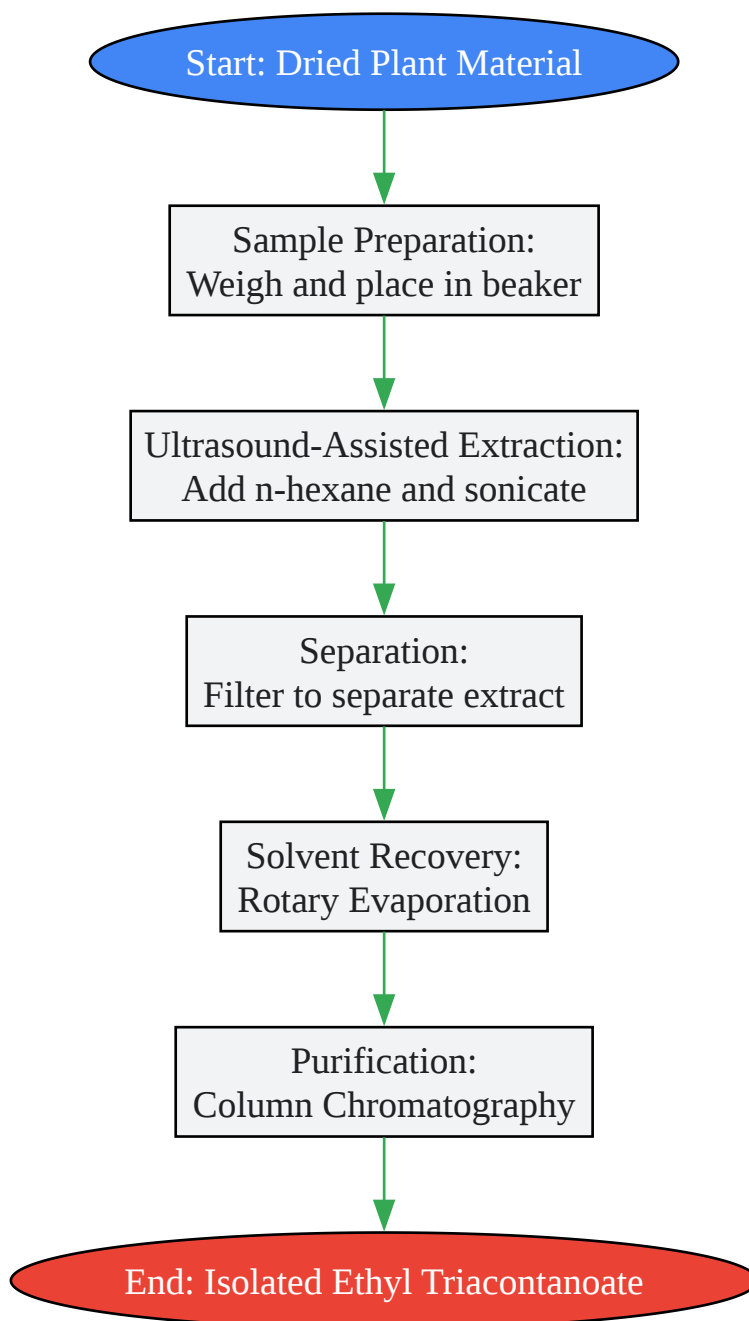 Start: Dried Plant Material
Sample Preparation:
Weigh and place in beaker
Ultrasound-Assisted Extraction:
Add n-hexane and sonicate
Separation:
Filter to separate extract
Solvent Recovery:
Rotary Evaporation
Purification:
Column Chromatography
End: Isolated Ethyl Triacontanoate